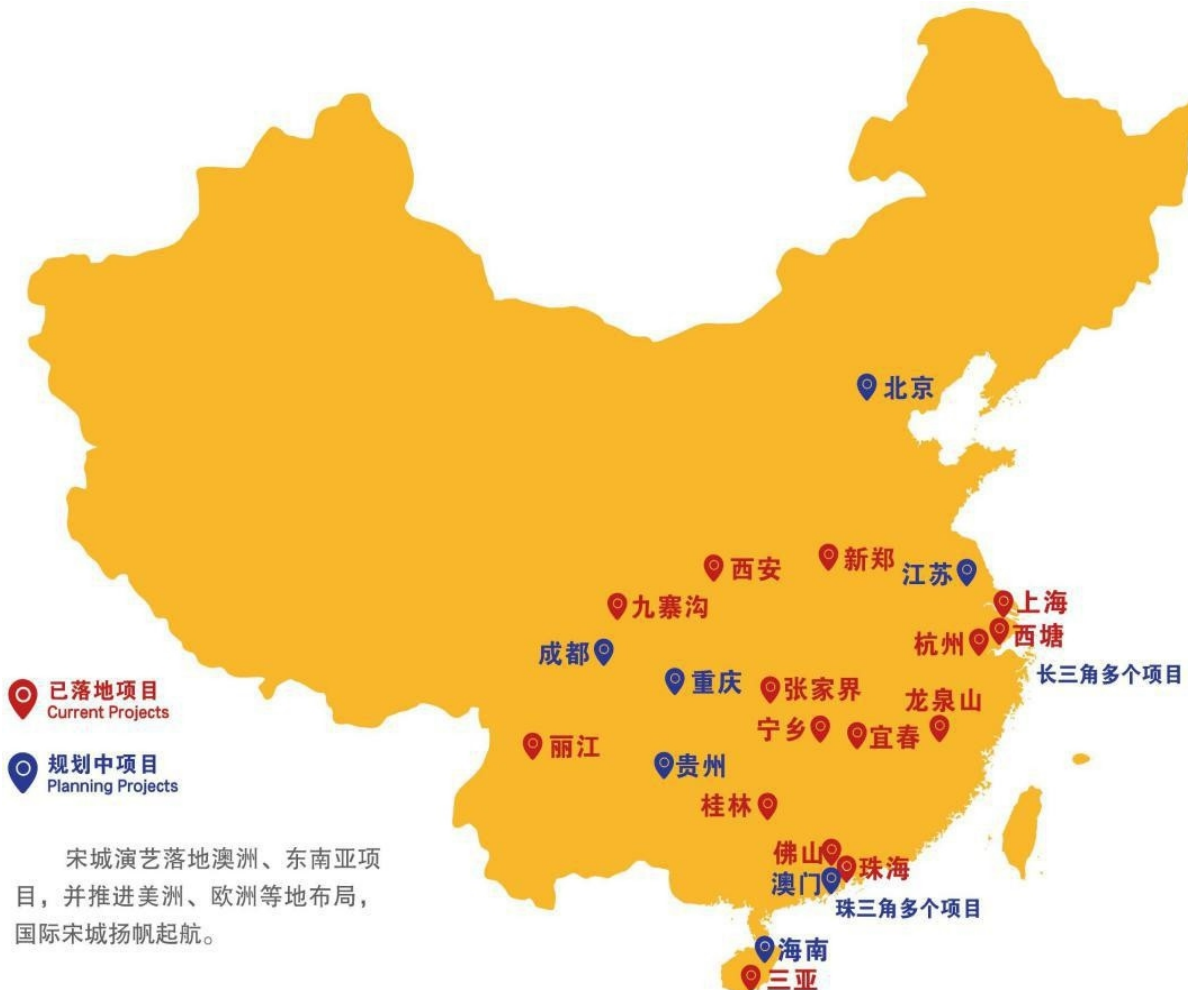 北京
西安
新郑
江苏
九寨沟
上海
西塘
杭州
成都
长三角多个项目
重庆
张家界
龙泉山
已落地项目
Current Projects
宁乡
宜春
丽江
规划中项目
Planning Projects
贵州
桂林
佛山
珠海
澳门
珠三角多个项目
宋城演艺落地澳洲、东南亚项
目，并推进美洲、欧洲等地布局，
国际宋城扬帆起航。
海南
三亚